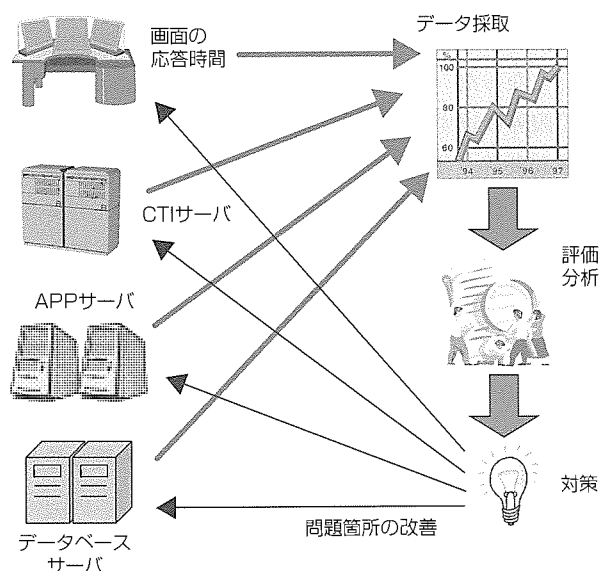 画面の
応答時間
データ採取
%
100
80
60
94
95
96
97
CTIサーバ
評価
分析
APPサーバ
対策
問題箇所の改善
データベース
サーバ